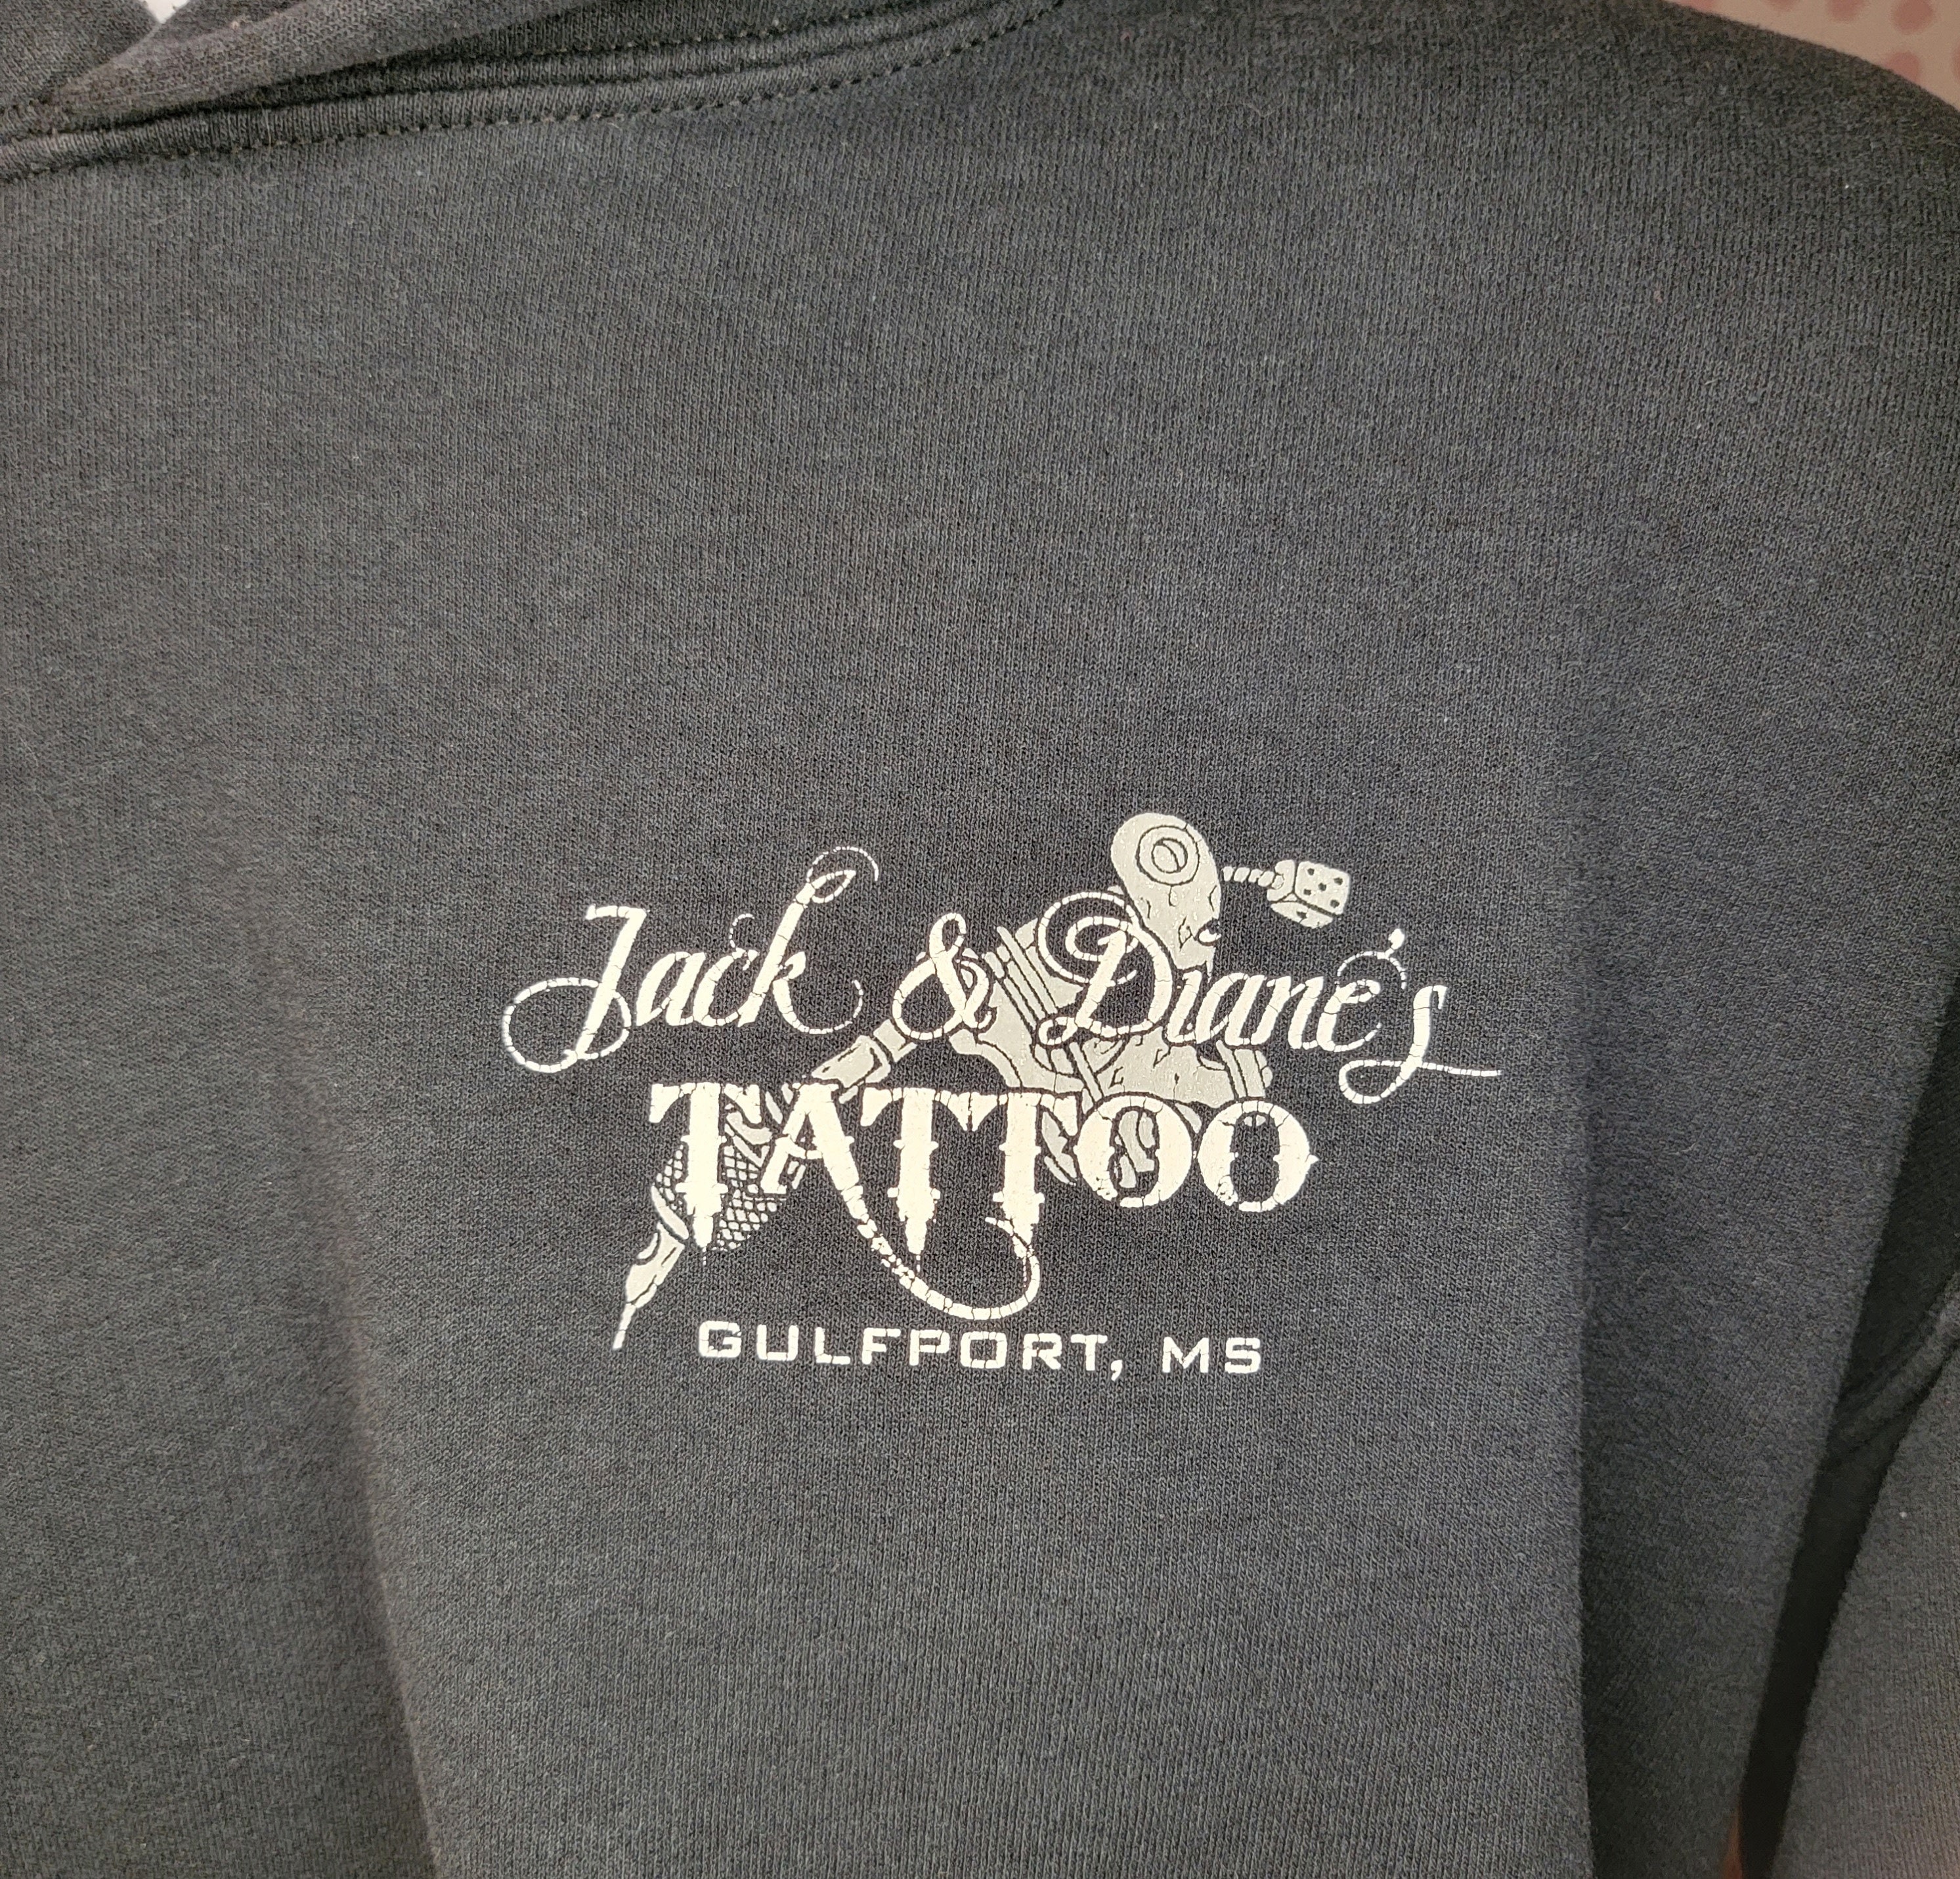 Jack & Diane's
TATTOO
GULFPORT, MS